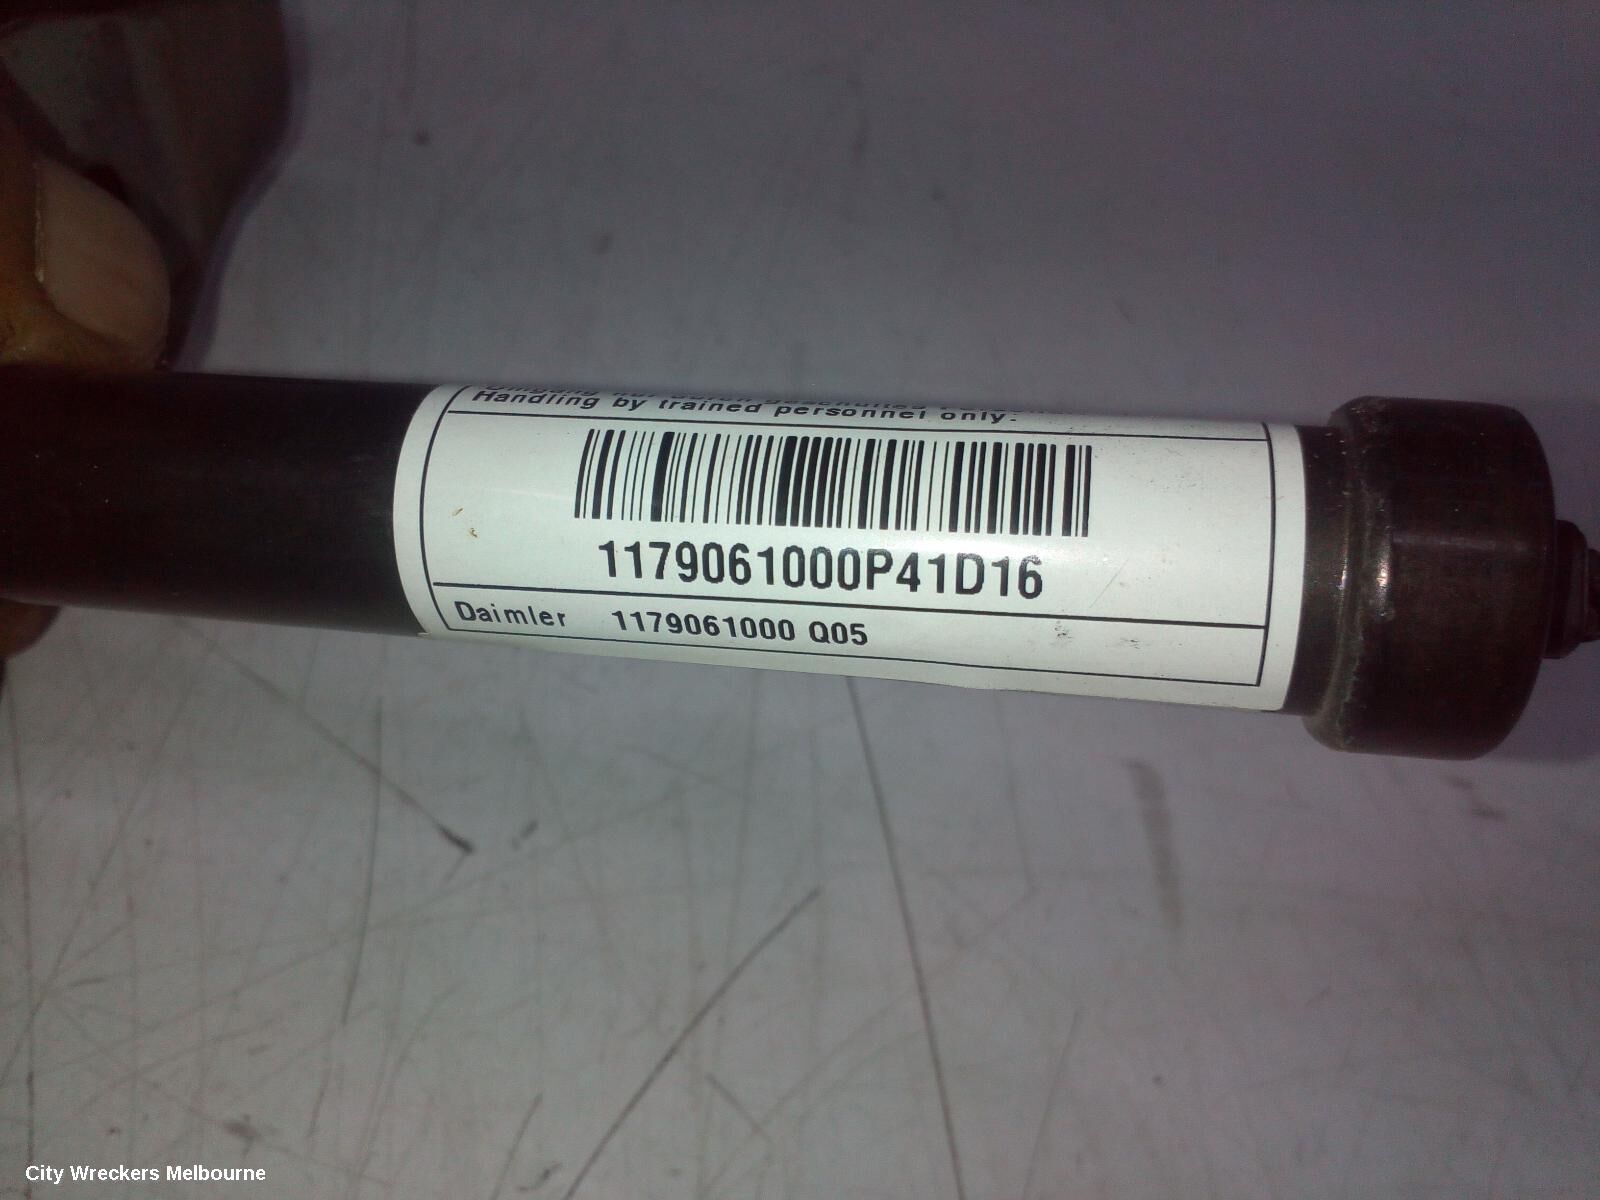 Handling by trained personnel only.
1179061000P41D16
Daimler 1179061000 Q05
City Wreckers Melbourne